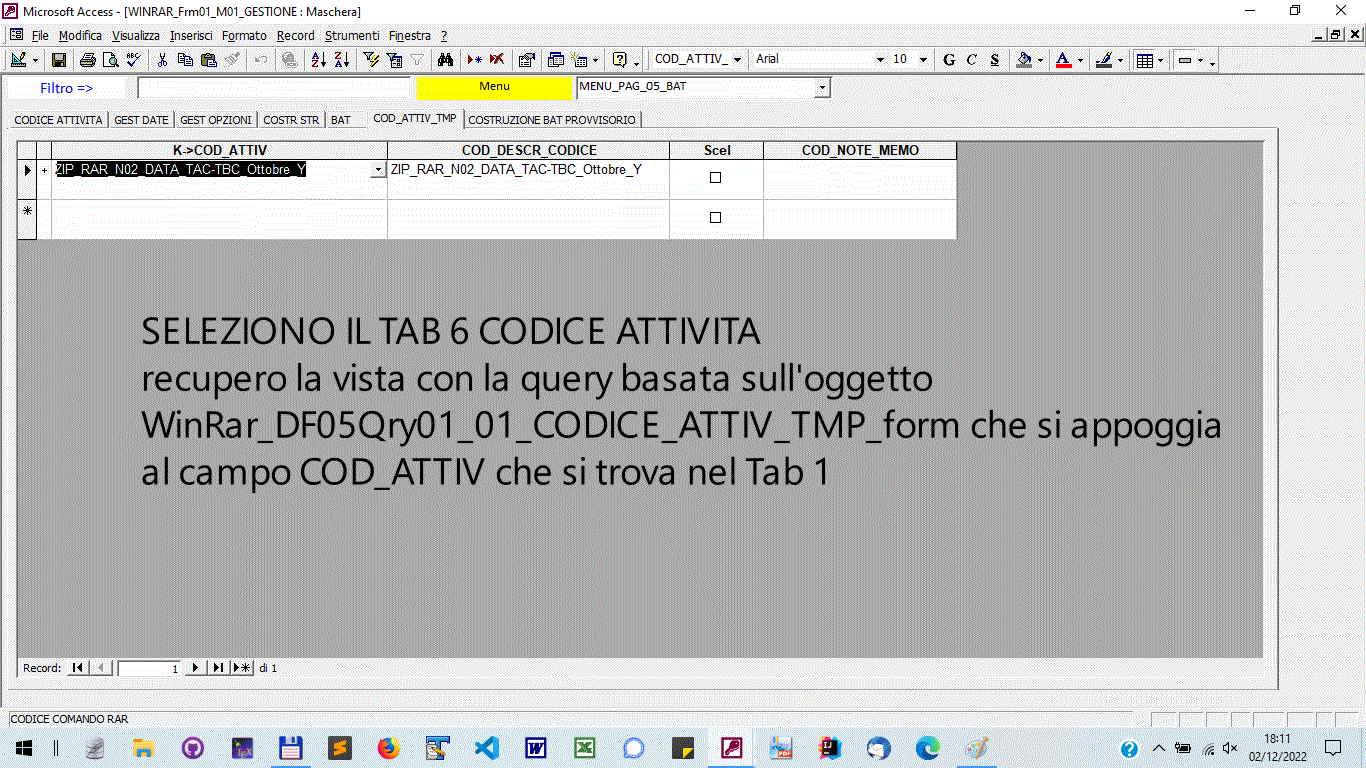 Microsoft Access - [WINRAR_Frm01_M01_GESTIONE : Maschera]
File Modifica Visualizza Inserisci Formato Record Strumenti Finestra ?
COD_ATTIV_ Arial 10 G C S
Filtro => Menu MENU_PAG_05_BAT
CODICE ATTIVITA GEST DATE GEST OPZIONI COSTR STR BAT COD_ATTIV_TMP COSTRUZIONE BAT PROVVISORIO
K->COD_ATTIV COD_DESCR_CODICE Scel COD_NOTE_MEMO
ZIP_RAR_N02_DATA_TAC-TBC_Ottobre_Y ZIP_RAR_N02_DATA_TAC-TBC_Ottobre_Y
SELEZIONO IL TAB 6 CODICE ATTIVITA
recupero la vista con la query basata sull'oggetto
WinRar_DF05Qry01_01_CODICE_ATTIV_TMP_form che si appoggia
al campo COD_ATTIV che si trova nel Tab 1
Record: 1 di 1
CODICE COMANDO RAR
18:11
02/12/2022